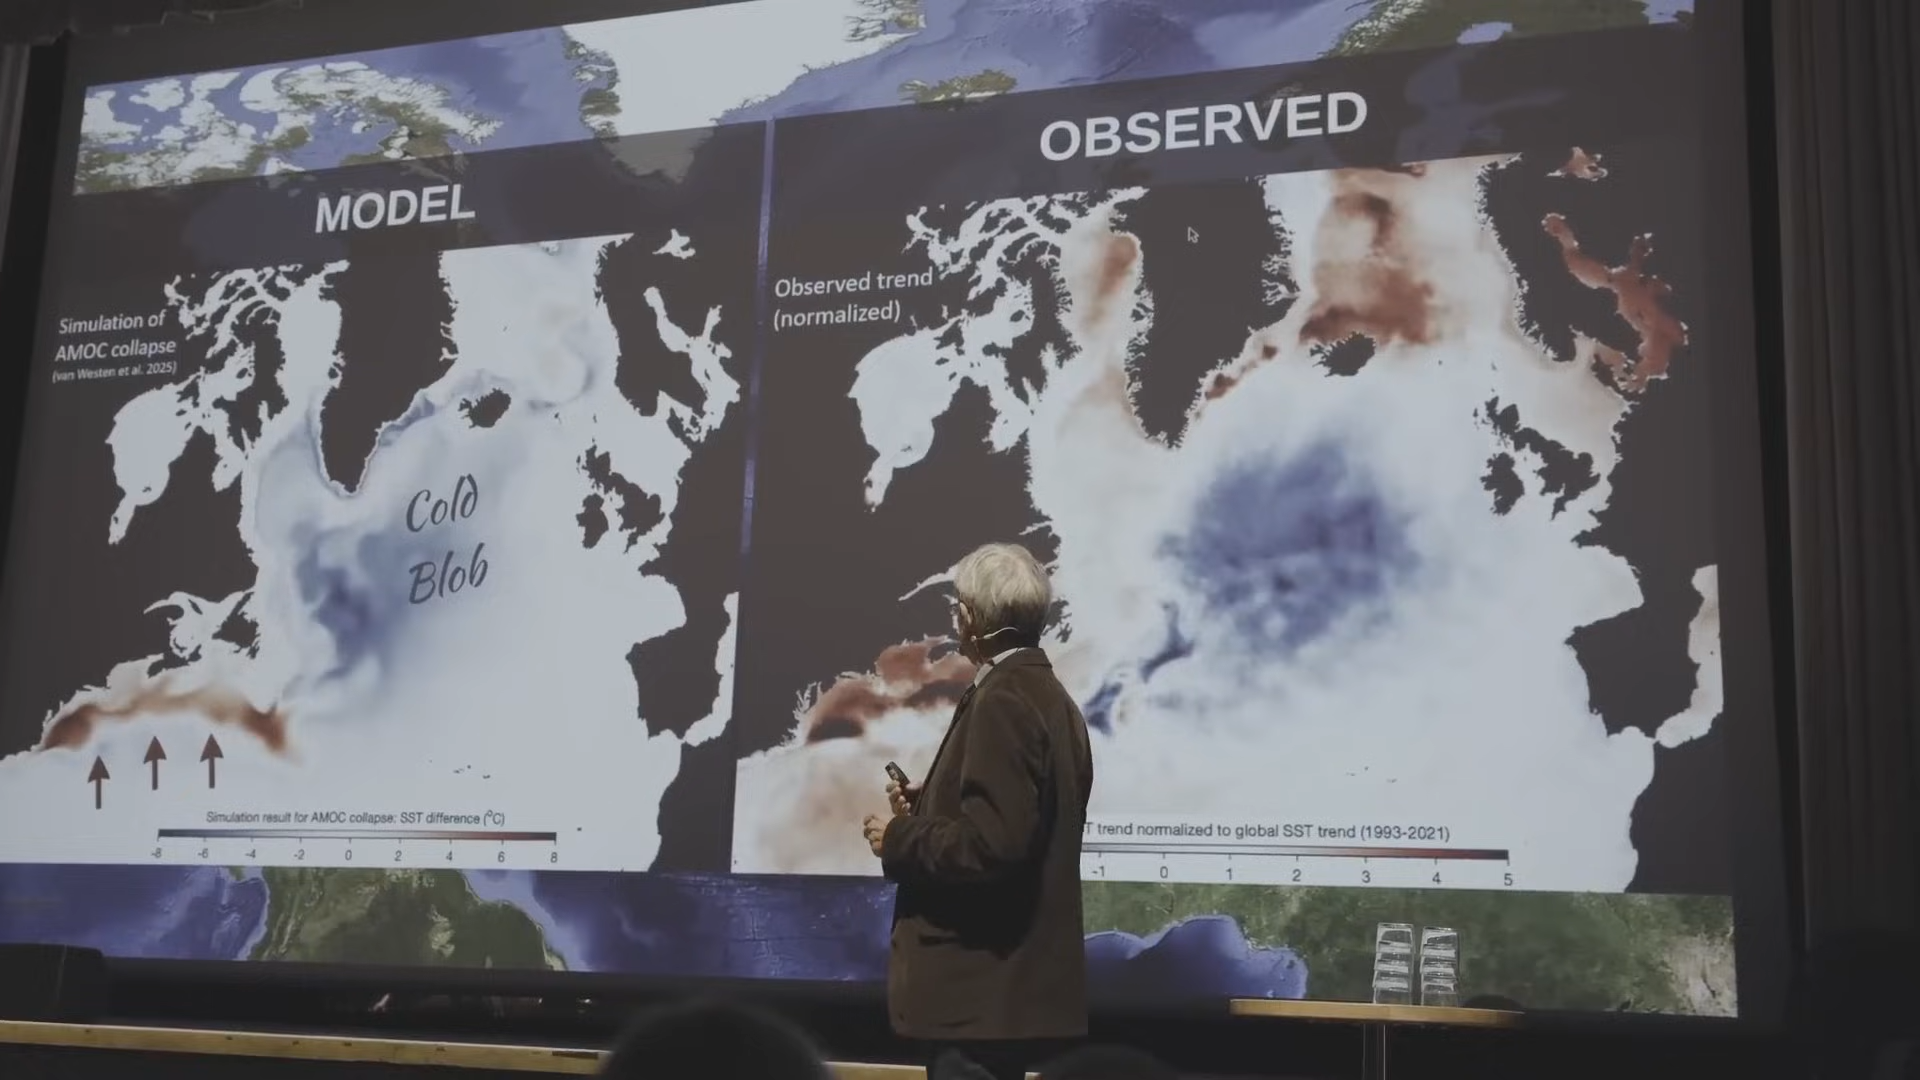 MODEL
OBSERVED
Simulation of
AMOC collapse
(van Westen et al. 2025)
Observed trend
(normalized)
Cold
Blob
Simulation result for AMOC collapse: SST difference (°C)
-8 -6 -4 -2 0 2 4 6 8
T trend normalized to global SST trend (1993-2021)
-1 0 1 2 3 4 5